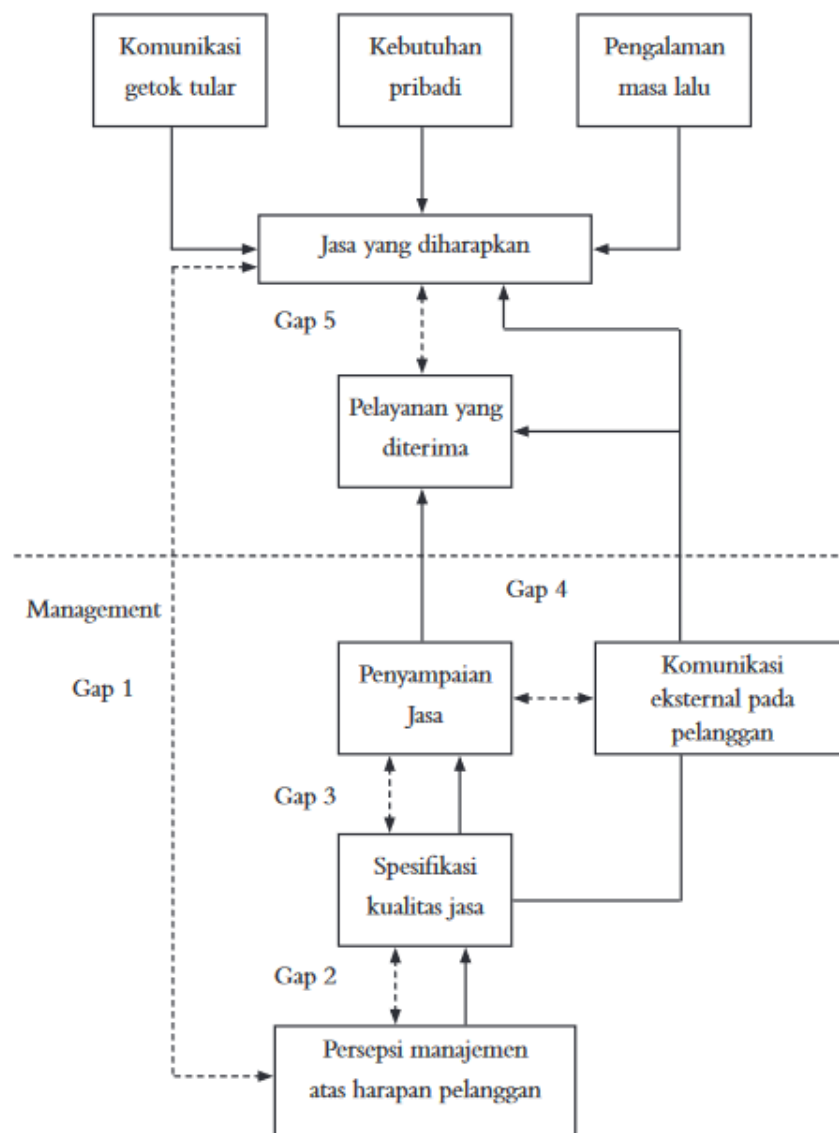 Komunikasi
getok tular
Kebutuhan
pribadi
Pengalaman
masa lalu
Jasa yang diharapkan
Gap 5
Pelayanan yang
diterima
Gap 4
Management
Gap 1
Penyampaian
Jasa
Komunikasi
eksternal pada
pelanggan
Gap 3
Spesifikasi
kualitas jasa
Gap 2
Persepsi manajemen
atas harapan pelanggan